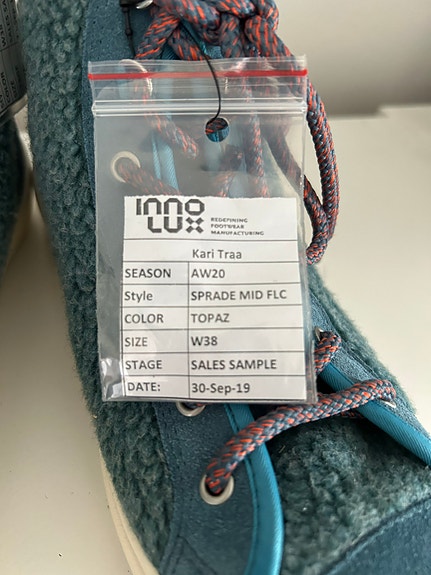 INNO
LUX
REDEFINING
FOOTWEAR
MANUFACTURING
Kari Traa
SEASON AW20
Style SPRADE MID FLC
COLOR TOPAZ
SIZE W38
STAGE SALES SAMPLE
DATE: 30-Sep-19